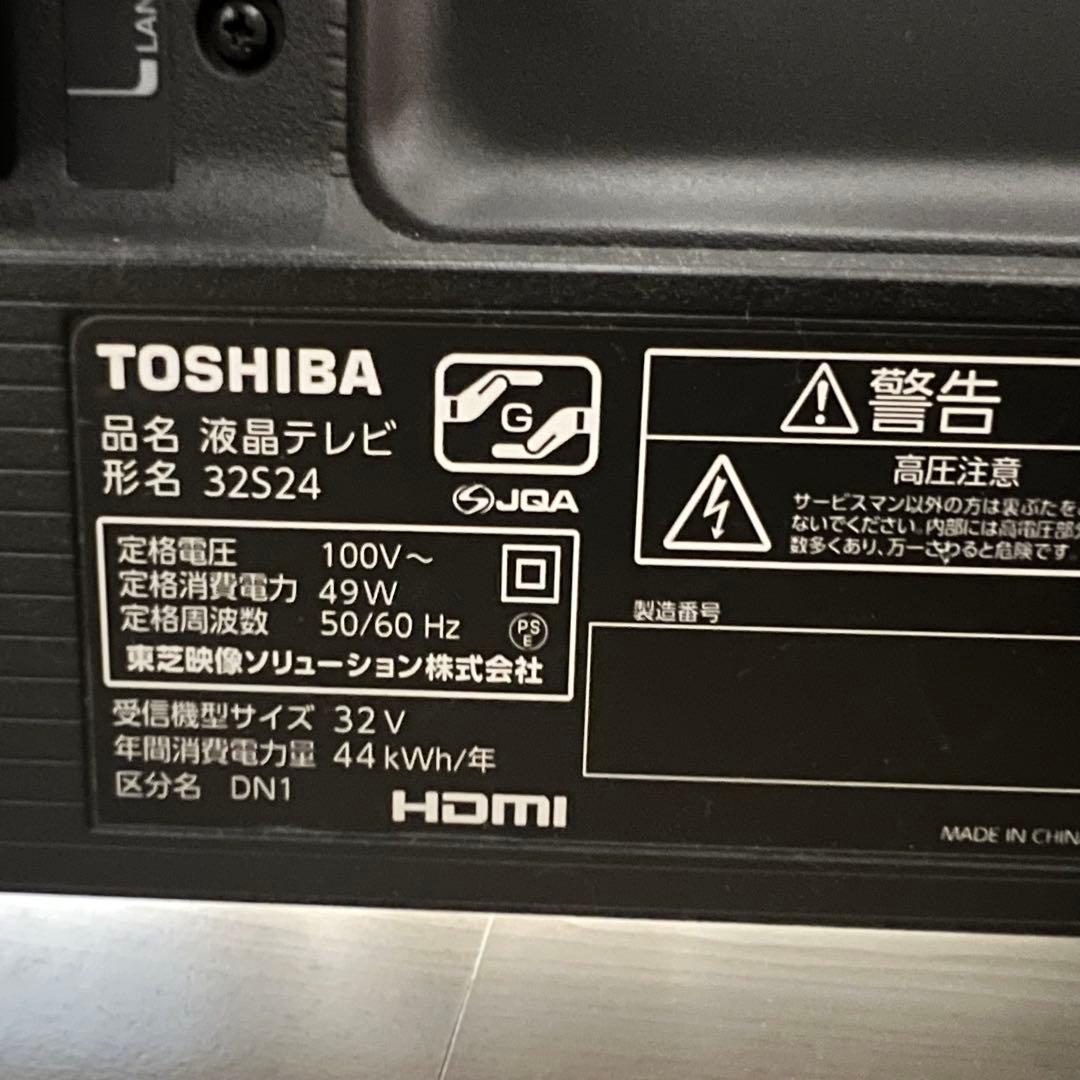 LAN
TOSHIBA
品名 液晶テレビ
形名 32S24
G
JQA
定格電圧 100V～
定格消費電力 49W
定格周波数 50/60 Hz
PS
E
東芝映像ソリューション株式会社
受信機型サイズ 32V
年間消費電力量 44kWh/年
区分名 DN1
HDMI
警告
高圧注意
サービスマン以外の方は裏ぶたを
ないでください。内部には高電圧部分
数多くあり、万一さわると危険です。
製造番号
MADE IN CHINA